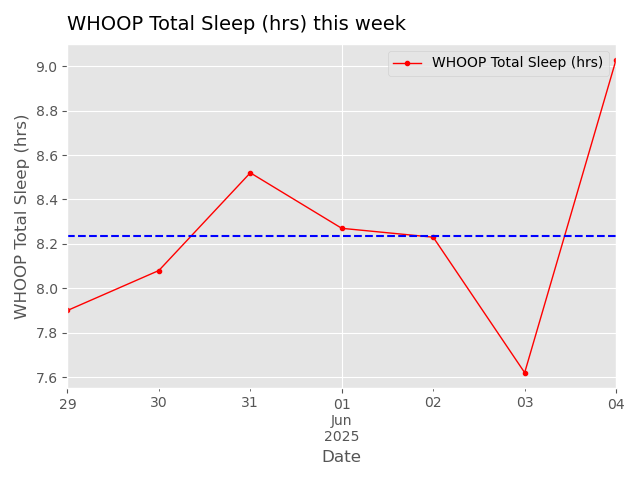 WHOOP Total Sleep (hrs) this week
WHOOP Total Sleep (hrs)
9.0
8.8
8.6
8.4
8.2
8.0
7.8
7.6
WHOOP Total Sleep (hrs)
29 30 31 01 02 03 04
Jun
2025
Date